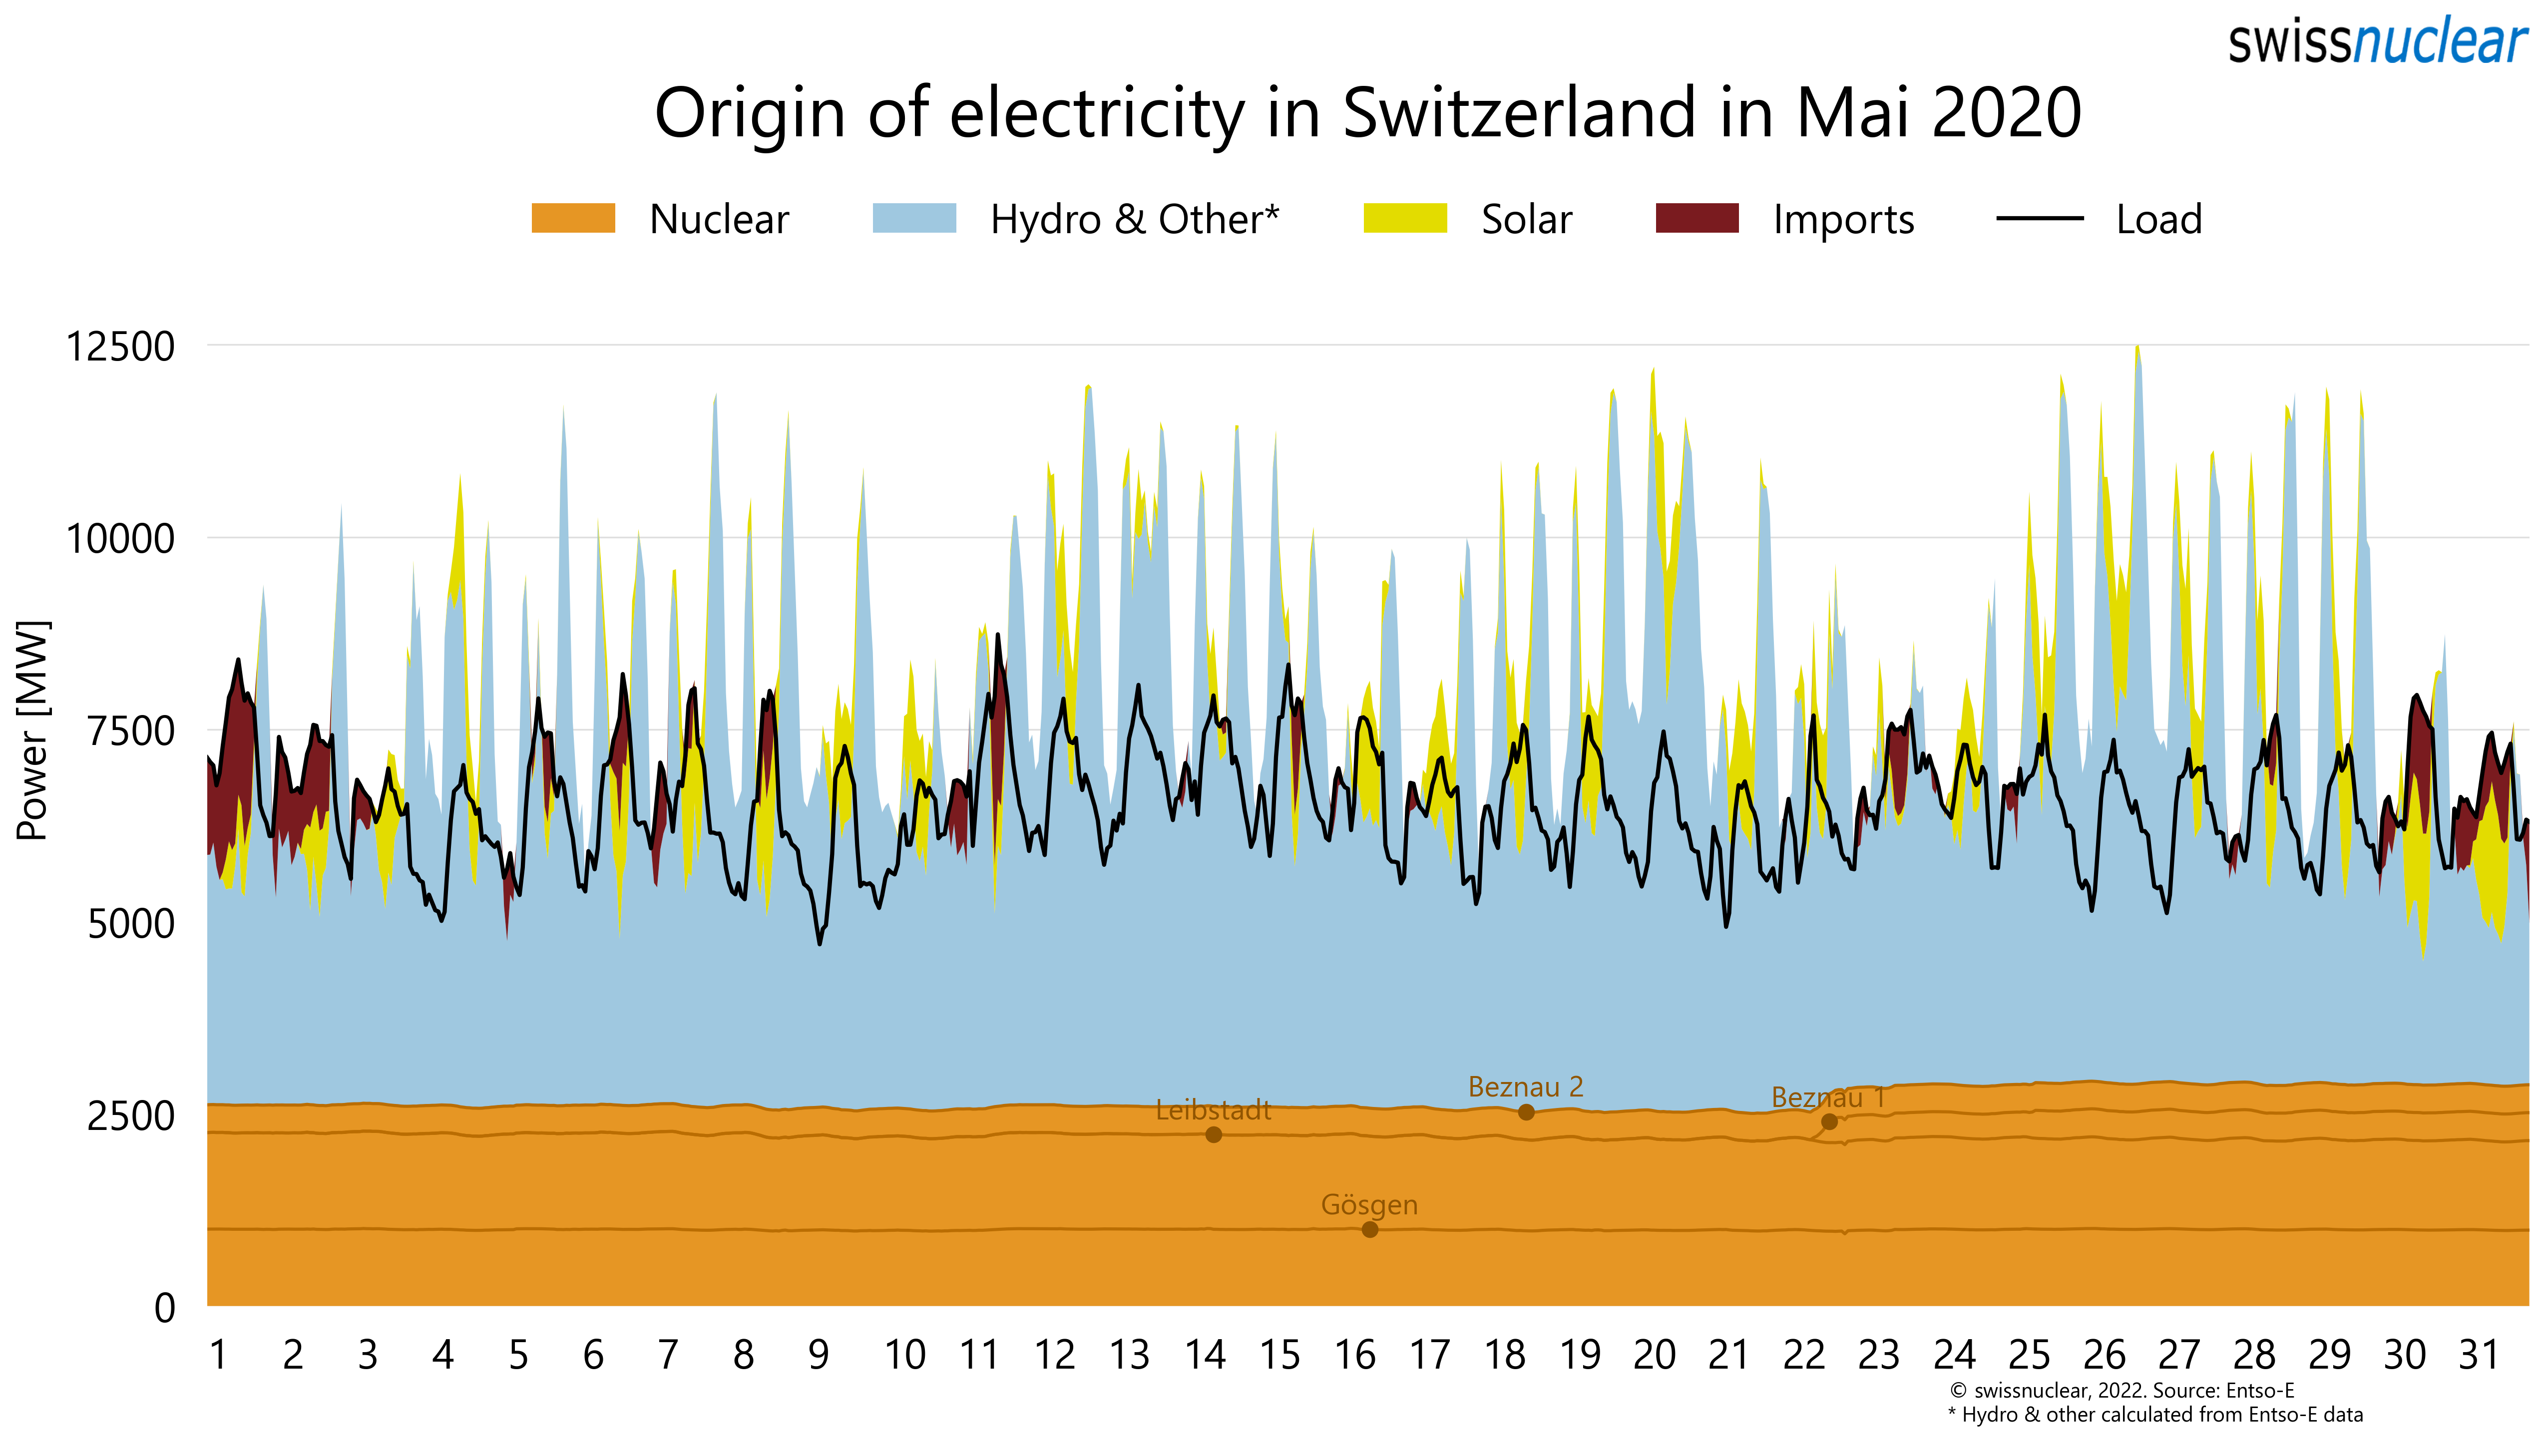 swissnuclear
Origin of electricity in Switzerland in Mai 2020
Nuclear Hydro & Other* Solar Imports Load
Power [MW]
12500
10000
7500
5000
2500
0
Beznau 2
Beznau 1
Leibstadt
Gösgen
1 2 3 4 5 6 7 8 9 10 11 12 13 14 15 16 17 18 19 20 21 22 23 24 25 26 27 28 29 30 31
© swissnuclear, 2022. Source: Entso-E
* Hydro & other calculated from Entso-E data